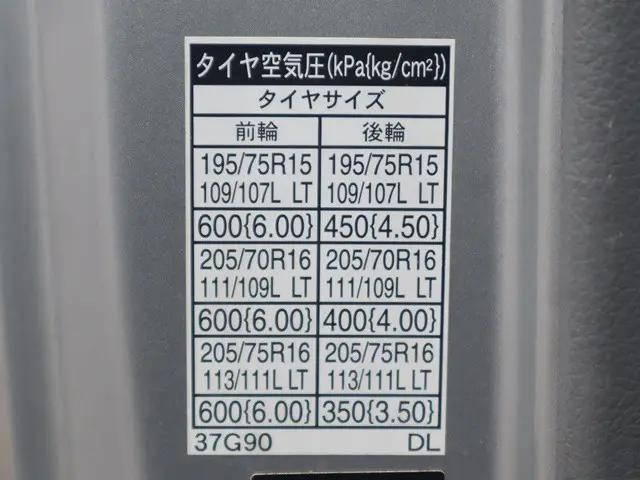 タイヤ空気圧(kPa{kg/cm²})
タイヤサイズ
前輪 後輪
195/75R15 195/75R15
109/107L LT 109/107L LT
600{6.00} 450{4.50}
205/70R16 205/70R16
111/109L LT 111/109L LT
600{6.00} 400{4.00}
205/75R16 205/75R16
113/111L LT 113/111L LT
600{6.00} 350{3.50}
37G90 DL